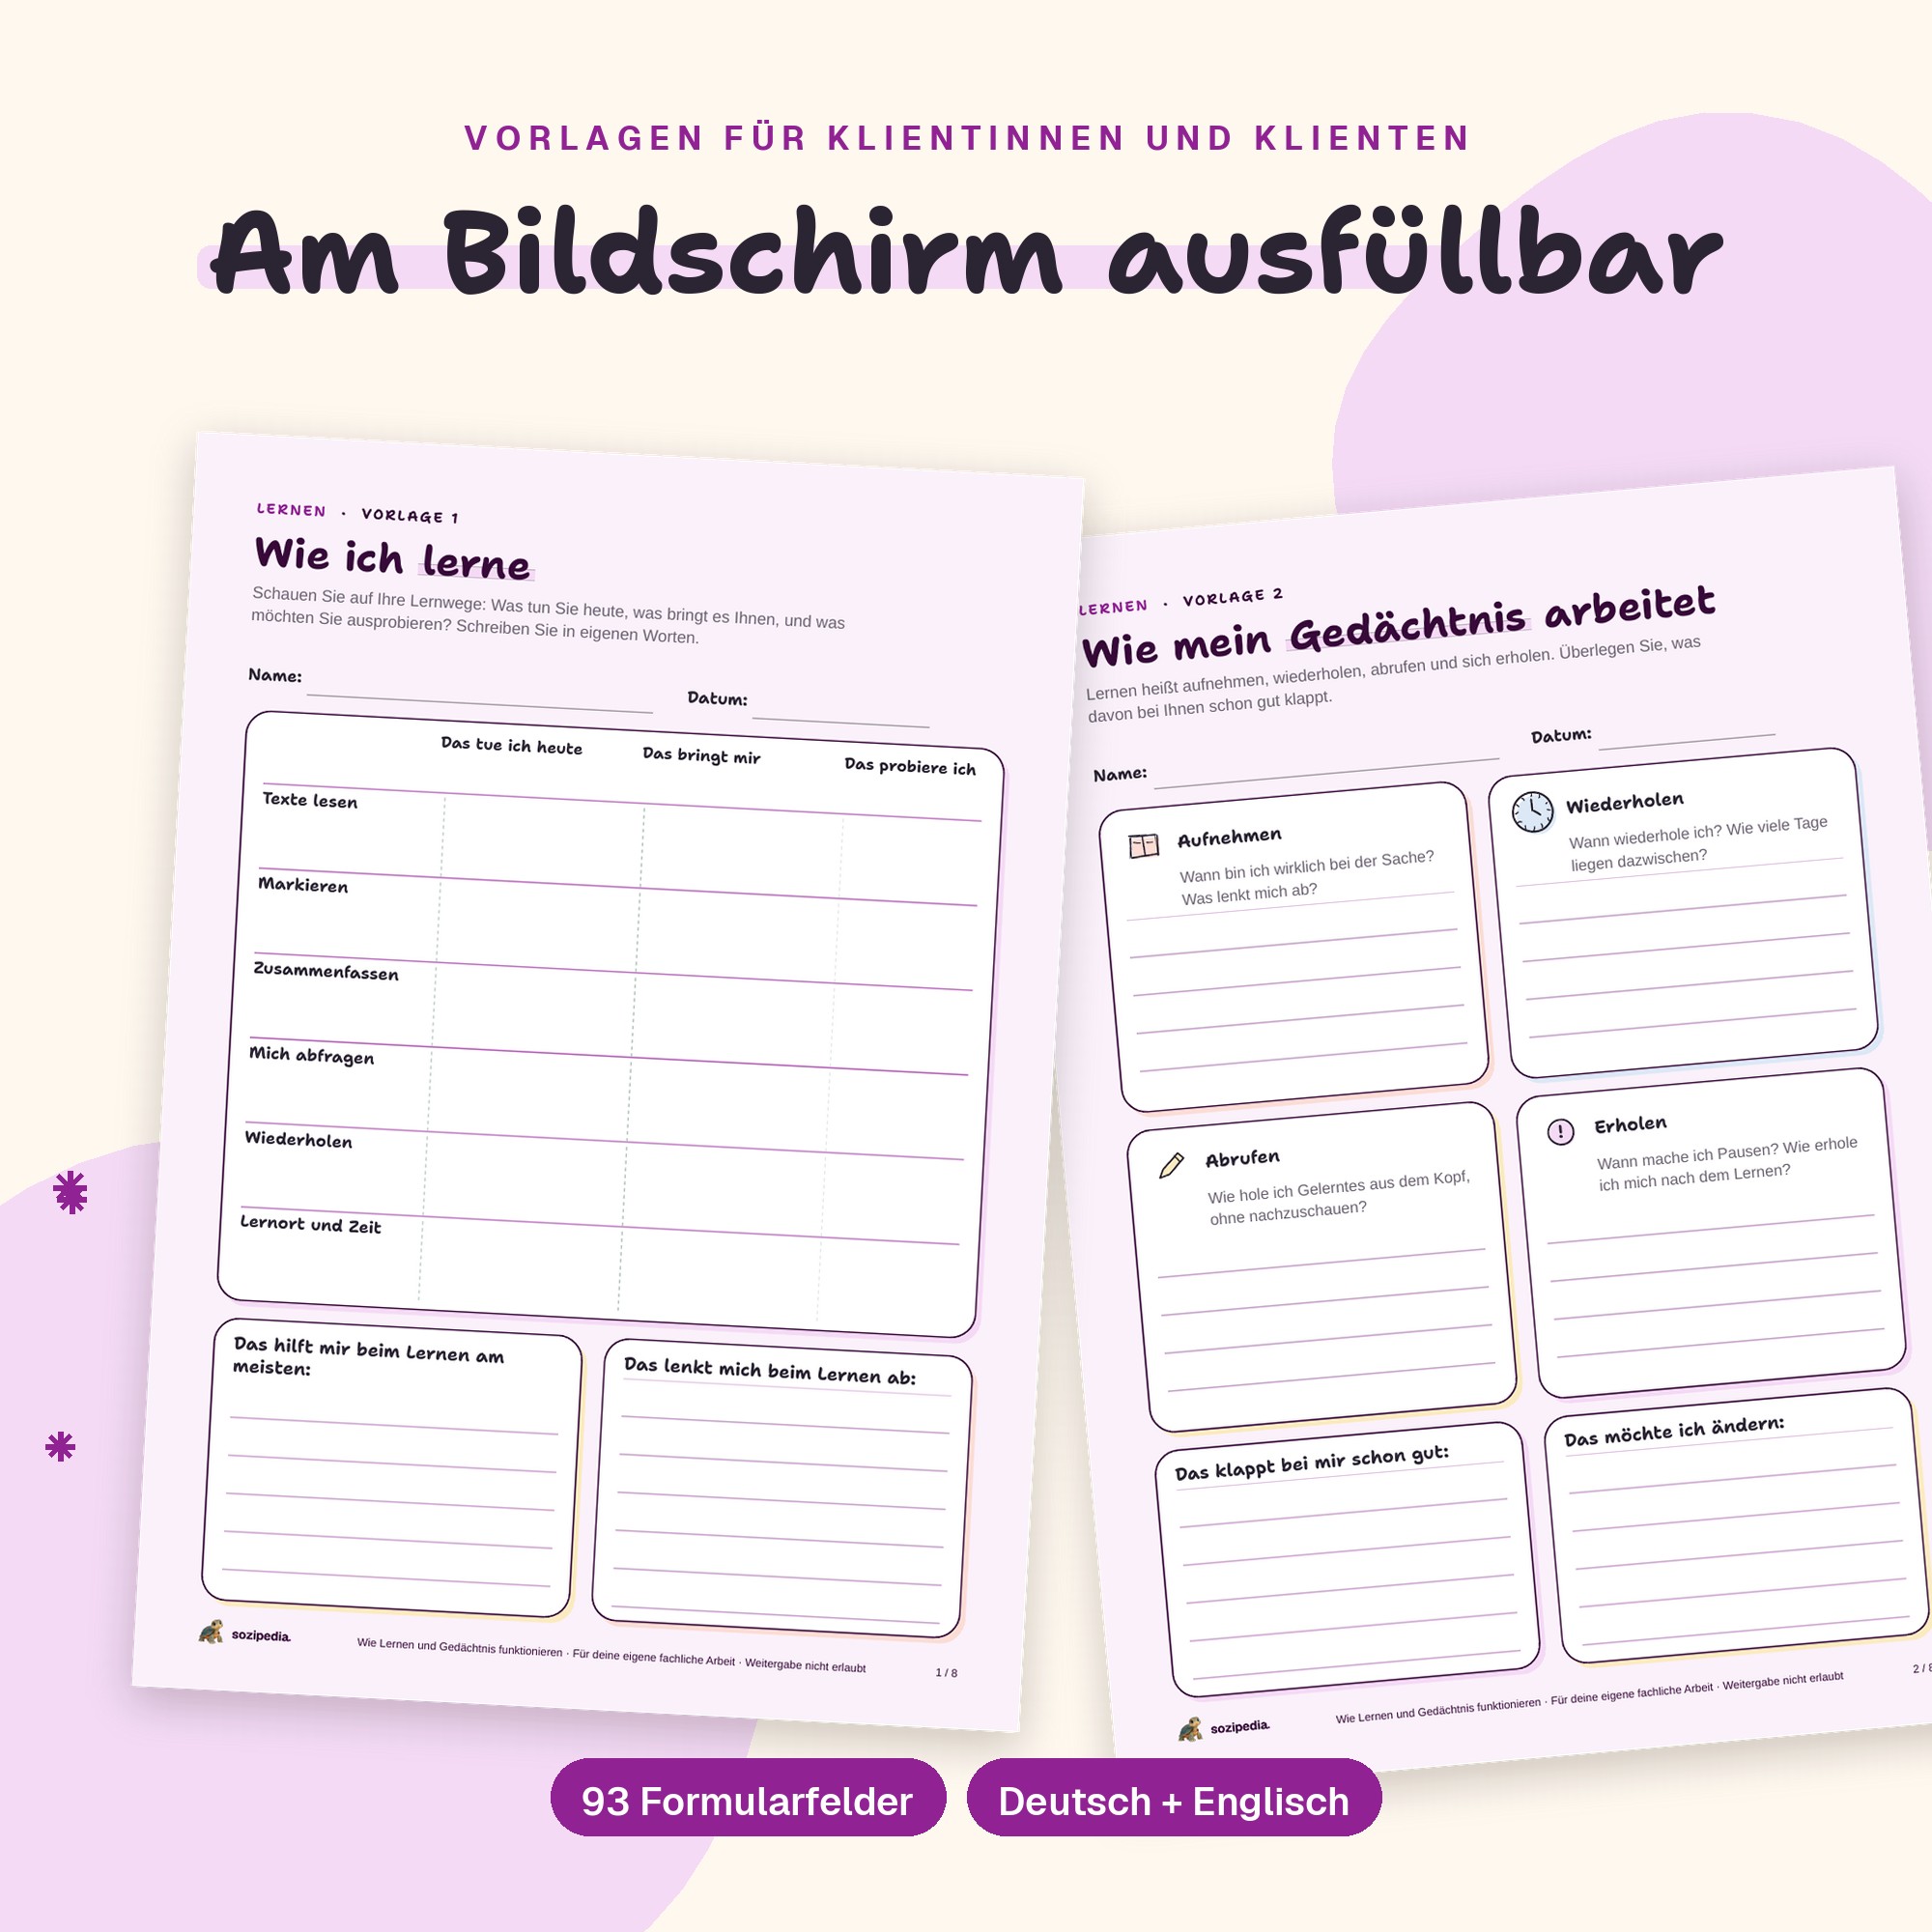 VORLAGEN FÜR KLIENTINNEN UND KLIENTEN
Am Bildschirm ausfüllbar
LERNEN · VORLAGE 1
Wie ich lerne
Schauen Sie auf Ihre Lernwege: Was tun Sie heute, was bringt es Ihnen, und was
möchten Sie ausprobieren? Schreiben Sie in eigenen Worten.
Name:
Datum:
Das tue ich heute
Das bringt mir
Das probiere ich
Texte lesen
Markieren
Zusammenfassen
Mich abfragen
Wiederholen
Lernort und Zeit
Das hilft mir beim Lernen am
meisten:
Das lenkt mich beim Lernen ab:
sozipedia.
Wie Lernen und Gedächtnis funktionieren · Für deine eigene fachliche Arbeit · Weitergabe nicht erlaubt
1 / 8
LERNEN · VORLAGE 2
Wie mein Gedächtnis arbeitet
Lernen heißt aufnehmen, wiederholen, abrufen und sich erholen. Überlegen Sie, was
davon bei Ihnen schon gut klappt.
Name:
Datum:
Aufnehmen
Wann bin ich wirklich bei der Sache?
Was lenkt mich ab?
Wiederholen
Wann wiederhole ich? Wie viele Tage
liegen dazwischen?
Abrufen
Wie hole ich Gelerntes aus dem Kopf,
ohne nachzuschauen?
Erholen
Wann mache ich Pausen? Wie erhole
ich mich nach dem Lernen?
Das klappt bei mir schon gut:
Das möchte ich ändern:
sozipedia.
Wie Lernen und Gedächtnis funktionieren · Für deine eigene fachliche Arbeit · Weitergabe nicht erlaubt
2 / 8
93 Formularfelder
Deutsch + Englisch